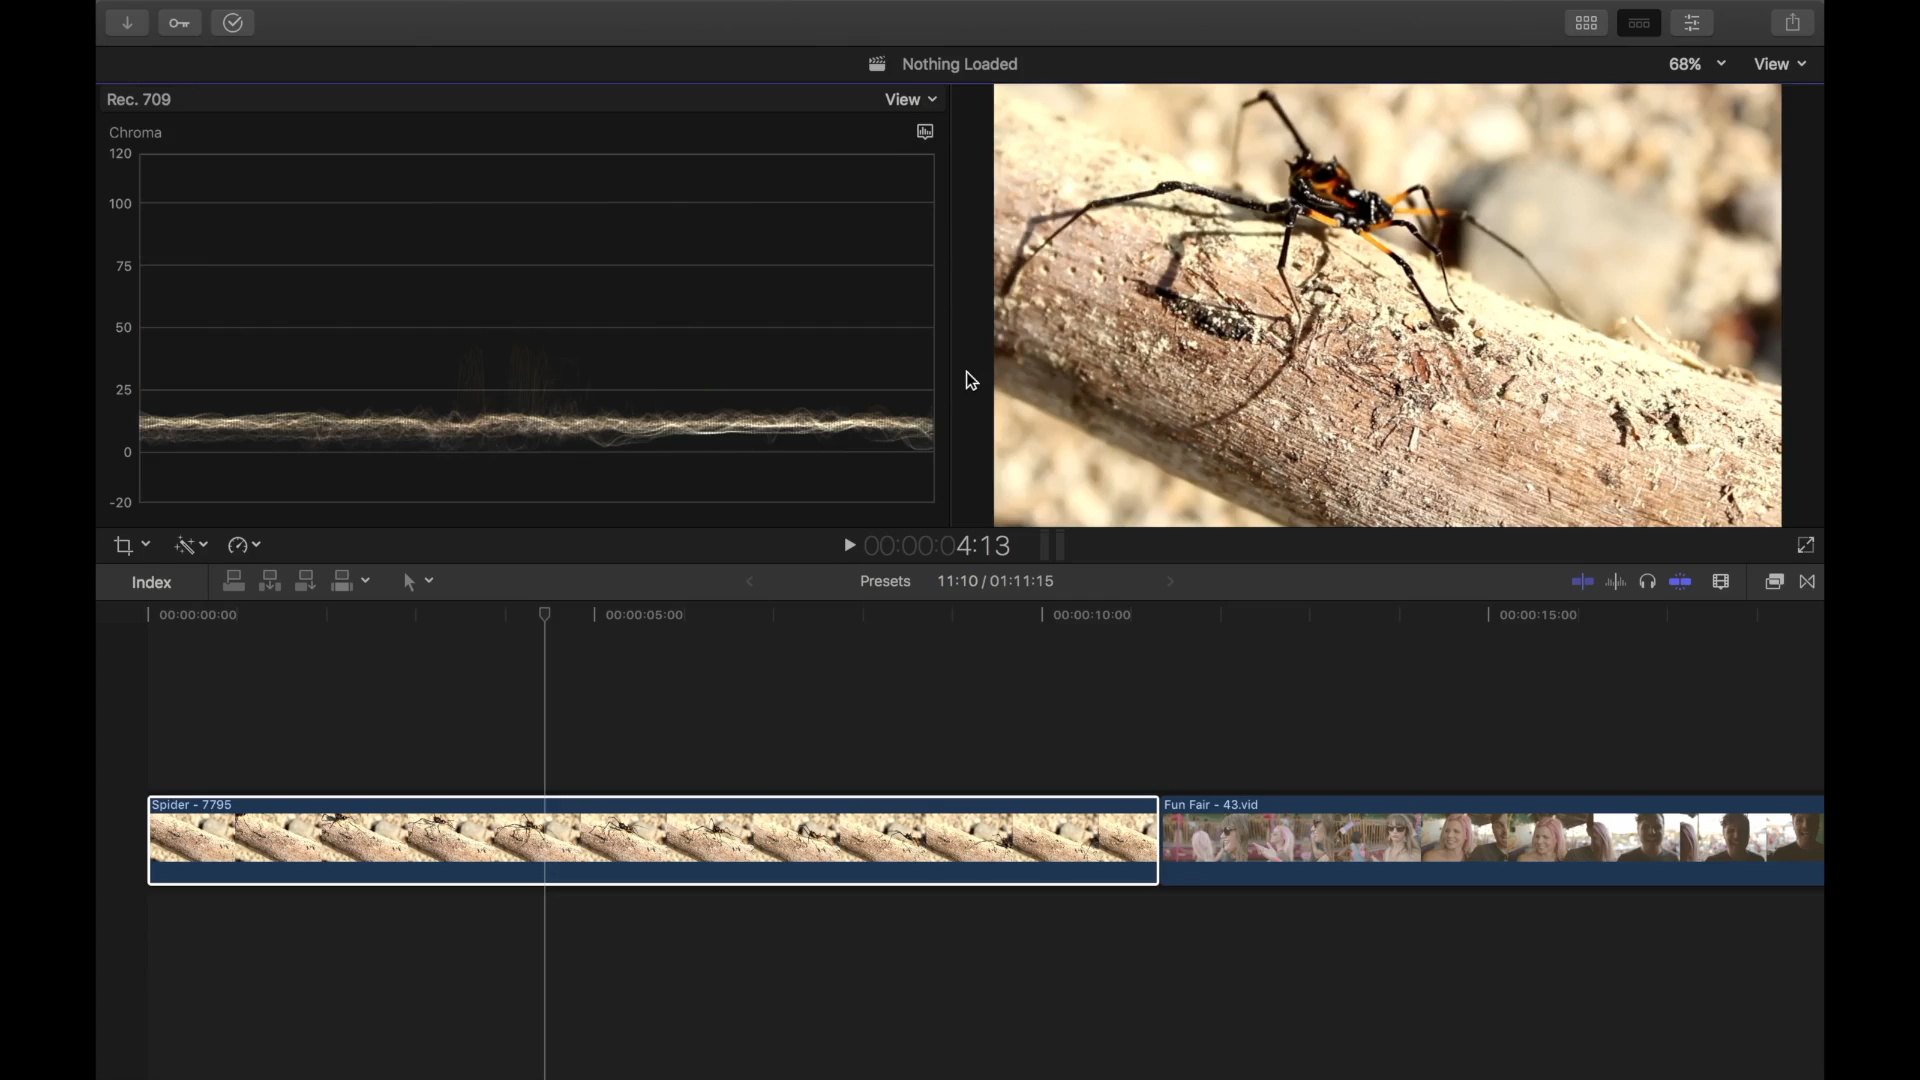 Nothing Loaded
68%
View
Rec. 709
View
Chroma
120
100
75
50
25
0
-20
00:00:04:13
Index
Presets
11:10 / 01:11:15
00:00:00:00
00:00:05:00
00:00:10:00
00:00:15:00
Spider - 7795
Fun Fair - 43.vid